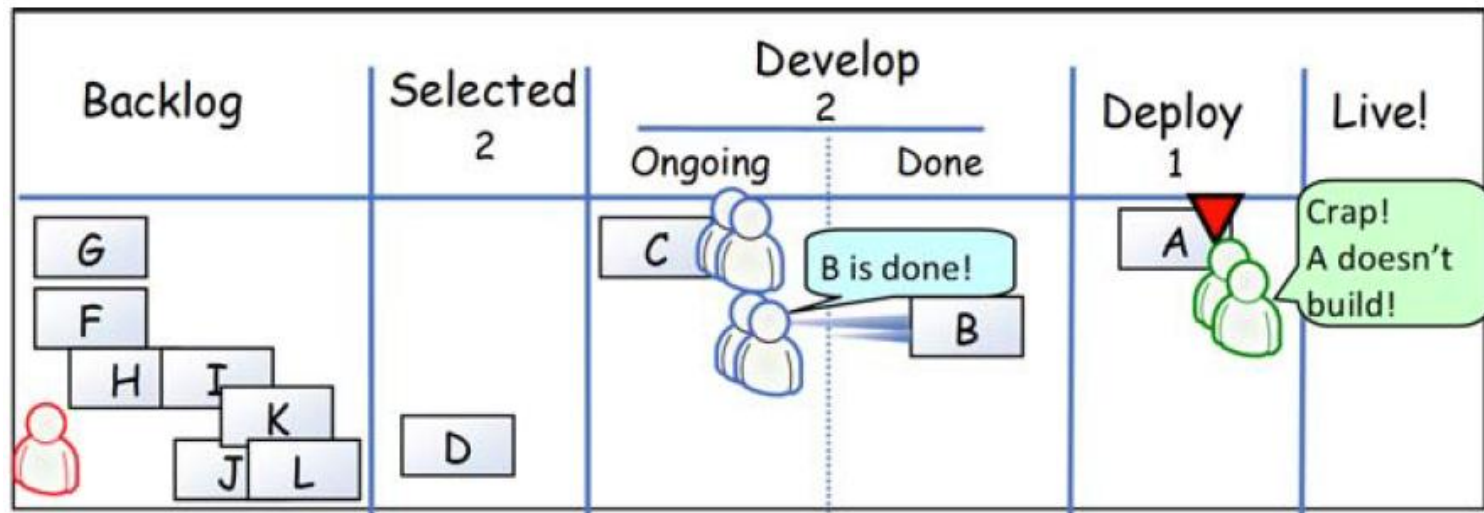 Backlog
Selected
2
Develop
2
Ongoing
Done
Deploy
1
Live!
G
F
H
I
K
J
L
D
C
B is done!
B
A
Crap!
A doesn't
build!